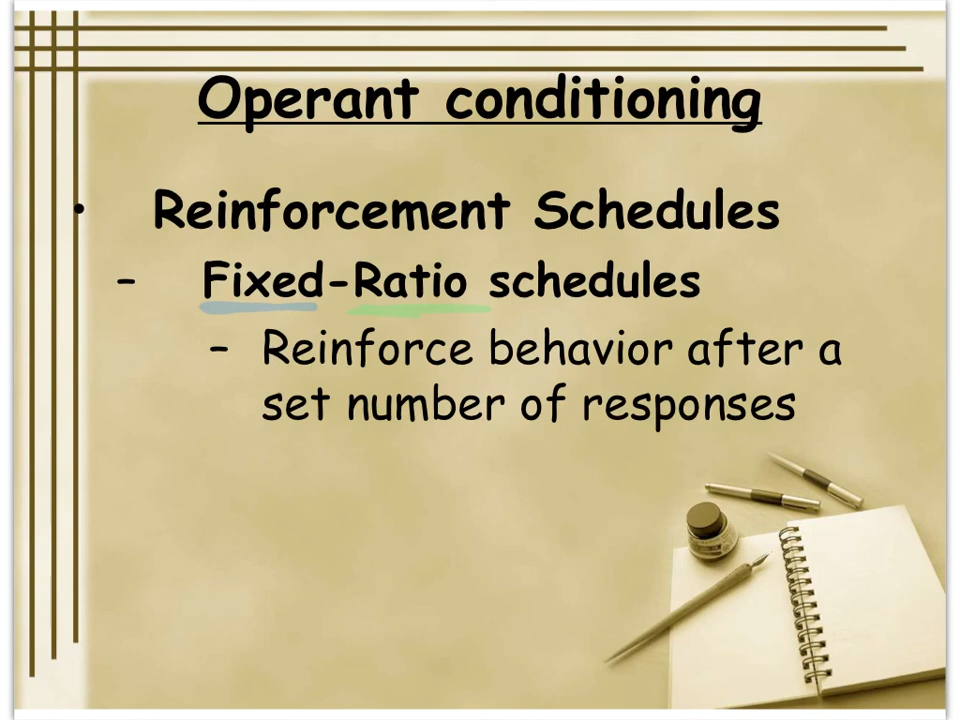 Operant conditioning
• Reinforcement Schedules
– Fixed-Ratio schedules
– Reinforce behavior after a
set number of responses